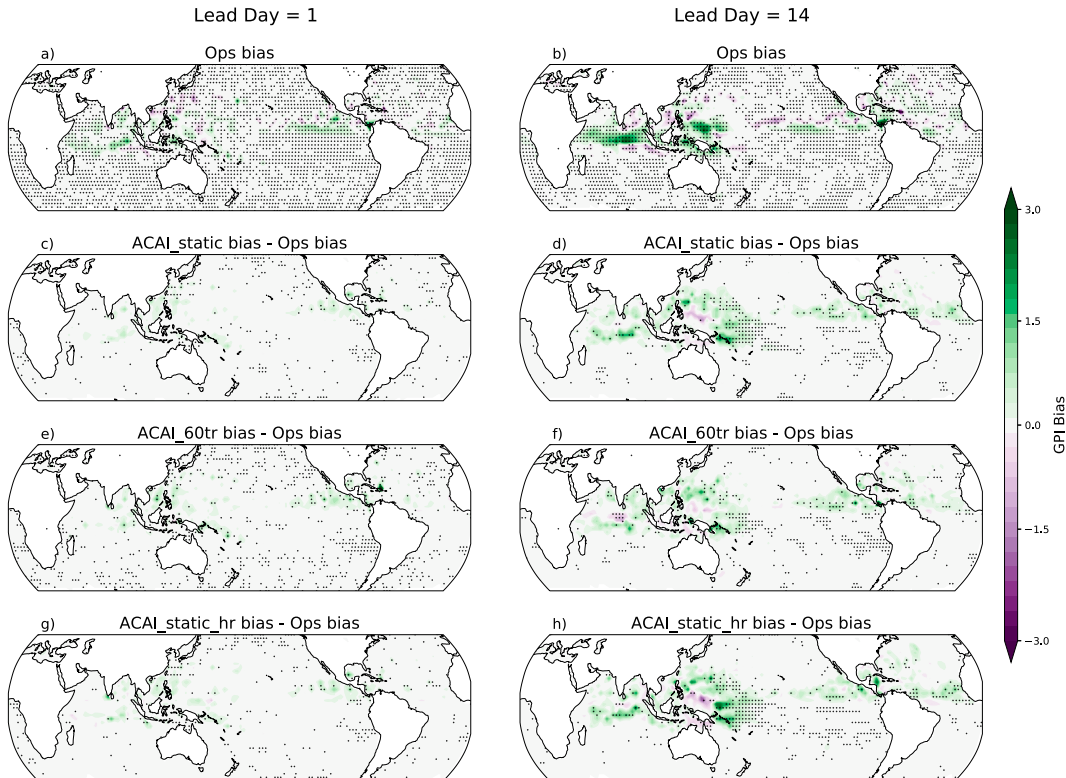 Lead Day = 1
Lead Day = 14
a) Ops bias
b) Ops bias
c) ACAI_static bias - Ops bias
d) ACAI_static bias - Ops bias
e) ACAI_60tr bias - Ops bias
f) ACAI_60tr bias - Ops bias
g) ACAI_static_hr bias - Ops bias
h) ACAI_static_hr bias - Ops bias
3.0
1.5
0.0
−1.5
−3.0
GPI Bias